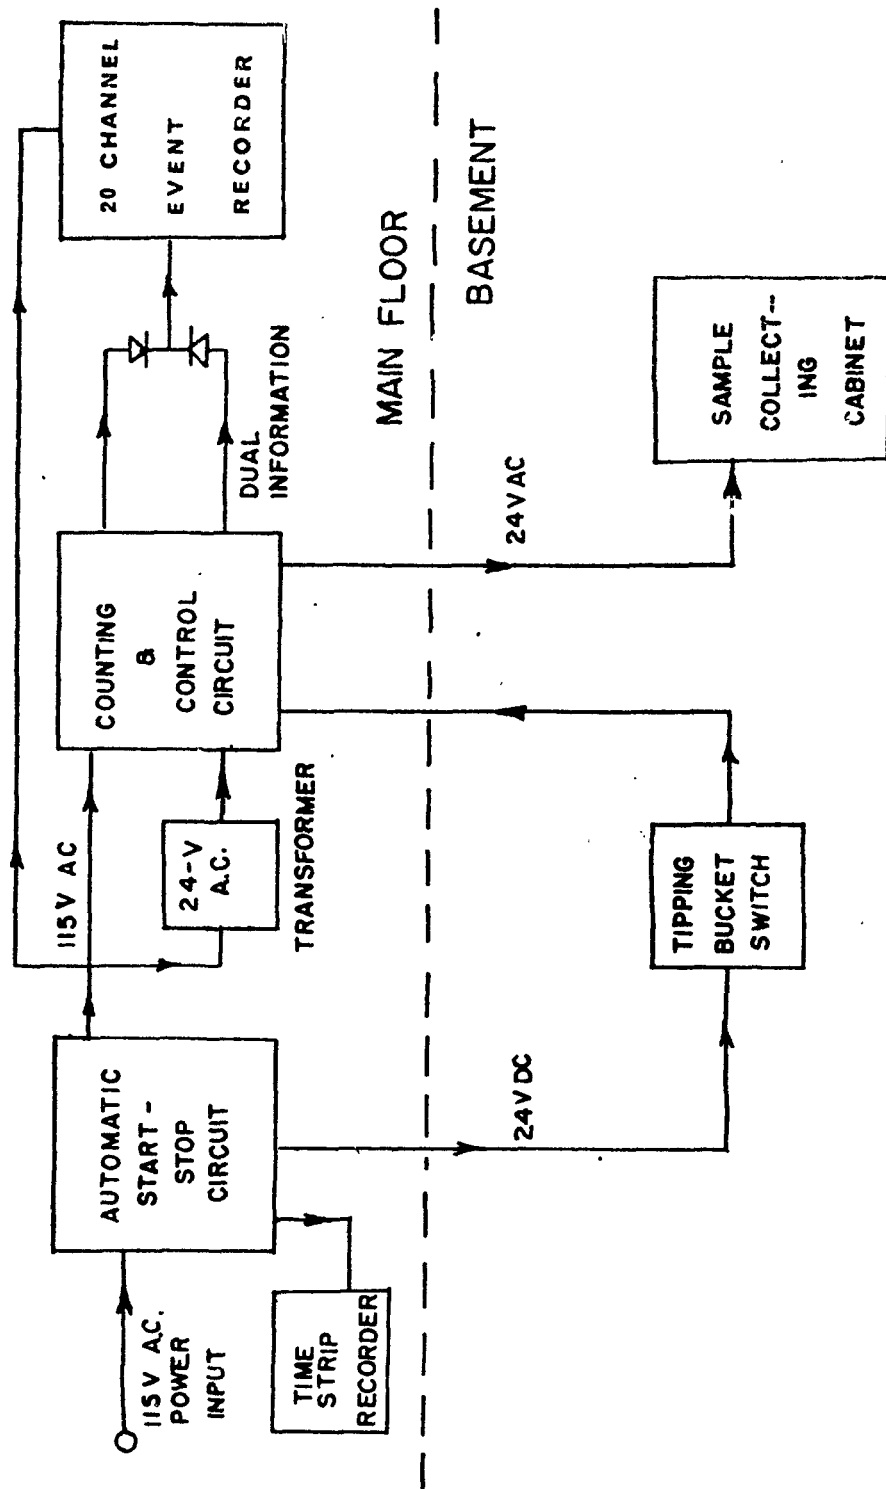 115V A.C.
POWER
INPUT
AUTOMATIC
START-
STOP
CIRCUIT
TIME
STRIP
RECORDER
115V AC
24-V
A.C.
TRANSFORMER
COUNTING
&
CONTROL
CIRCUIT
DUAL
INFORMATION
20 CHANNEL
EVENT
RECORDER
MAIN FLOOR
BASEMENT
24VDC
TIPPING
BUCKET
SWITCH
24VAC
SAMPLE
COLLECT-
ING
CABINET